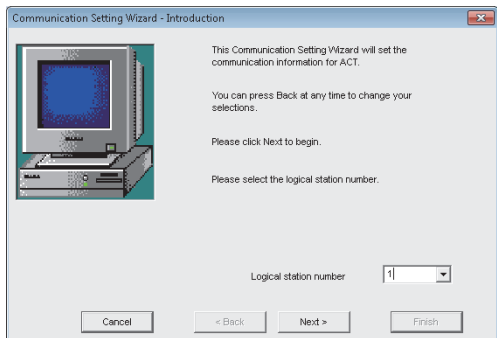 Communication Setting Wizard - Introduction
This Communication Setting Wizard will set the
communication information for ACT.
You can press Back at any time to change your
selections.
Please click Next to begin.
Please select the logical station number.
Logical station number 1
Cancel < Back Next > Finish